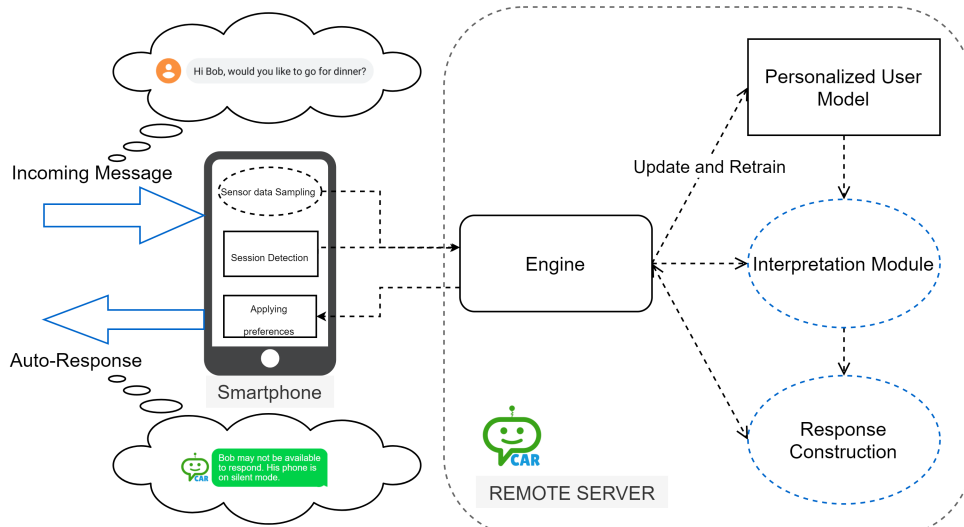 Hi Bob, would you like to go for dinner?
Incoming Message
Sensor data Sampling
Session Detection
Applying
preferences
Auto-Response
Smartphone
CAR
Bob may not be available
to respond. His phone is
on silent mode.
Engine
Update and Retrain
Personalized User
Model
Interpretation Module
Response
Construction
CAR
REMOTE SERVER